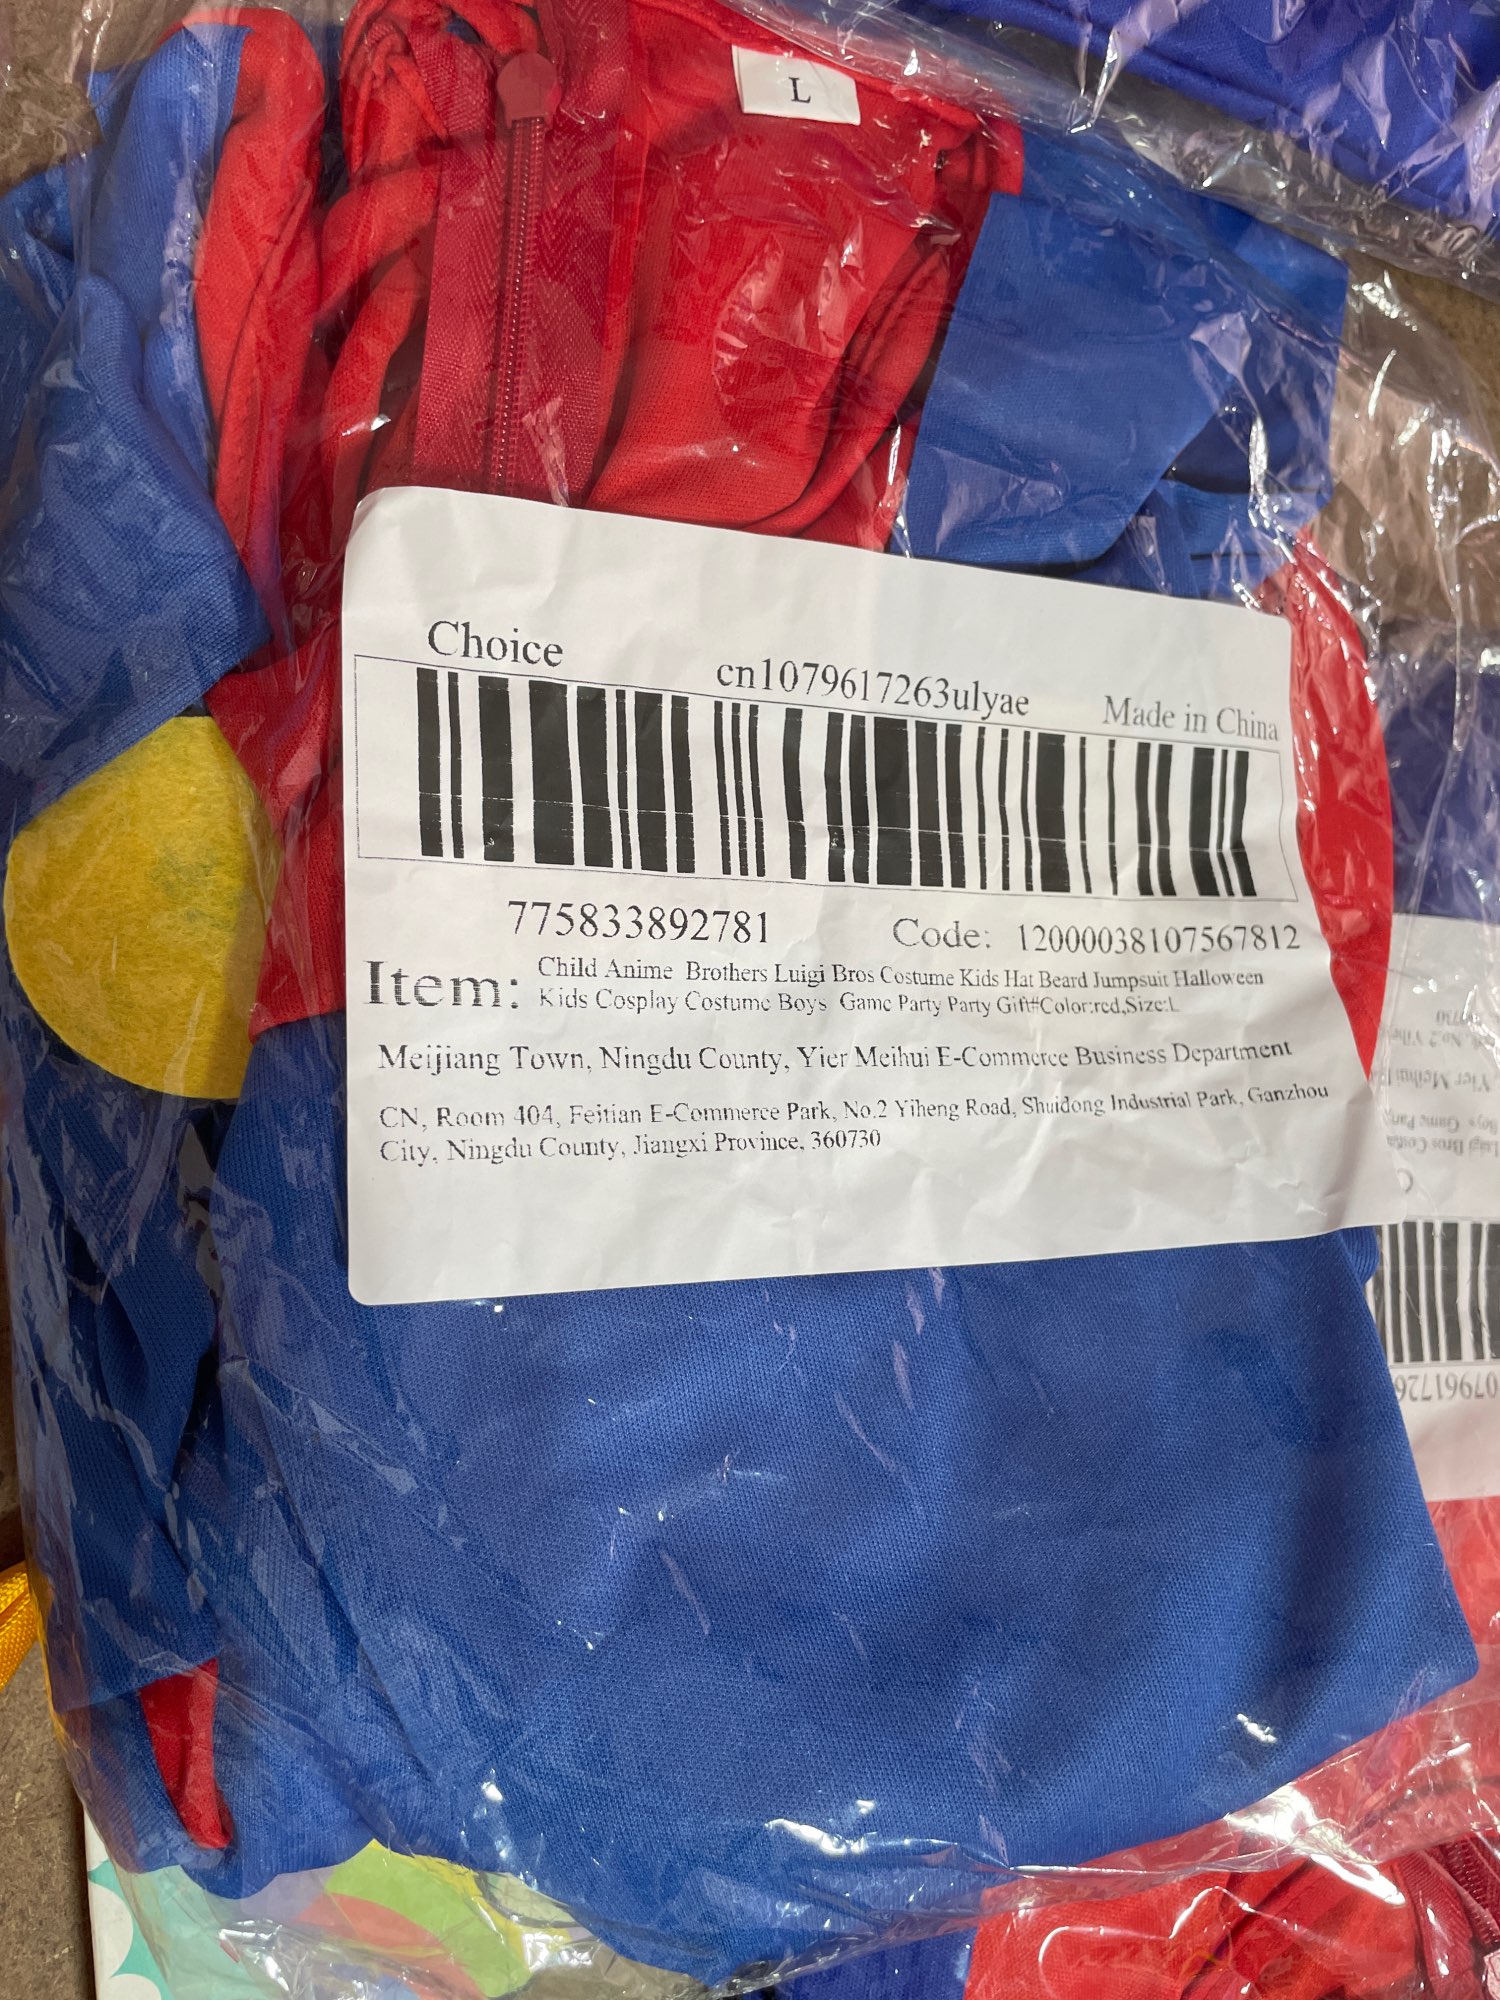 L
Choice
cn1079617263ulyae
Made in China
775833892781
Code: 12000038107567812
Item: Child Anime Brothers Luigi Bros Costume Kids Hat Beard Jumpsuit Halloween
Kids Cosplay Costume Boys Game Party Party Gift#Color:red,Size:L
Meijiang Town, Ningdu County, Yier Meihui E-Commerce Business Department
CN, Room 404, Feitian E-Commerce Park, No.2 Yiheng Road, Shuidong Industrial Park, Ganzhou
City, Ningdu County, Jiangxi Province, 360730